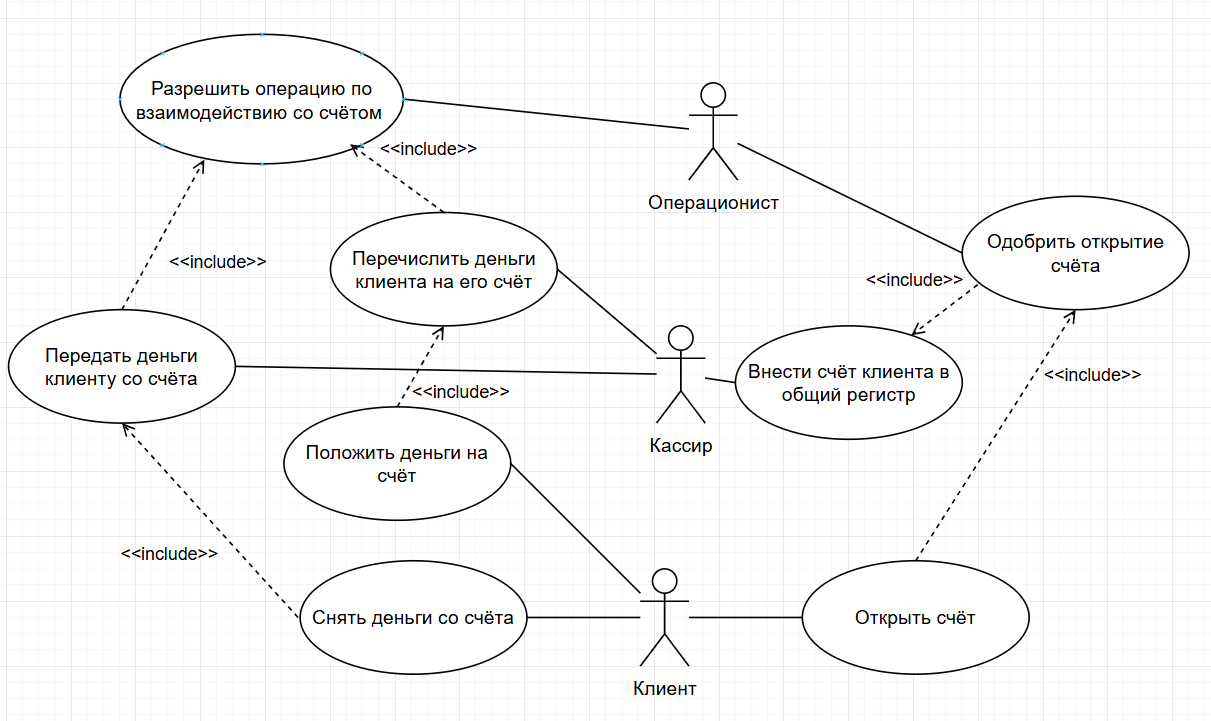 Разрешить операцию по
взаимодействию со счётом
<<include>>
Операционист
<<include>>
Перечислить деньги
клиента на его счёт
Одобрить открытие
счёта
<<include>>
Передать деньги
клиенту со счёта
<<include>>
Кассир
Внести счёт клиента в
общий регистр
<<include>>
Положить деньги на
счёт
<<include>>
Снять деньги со счёта
Клиент
Открыть счёт